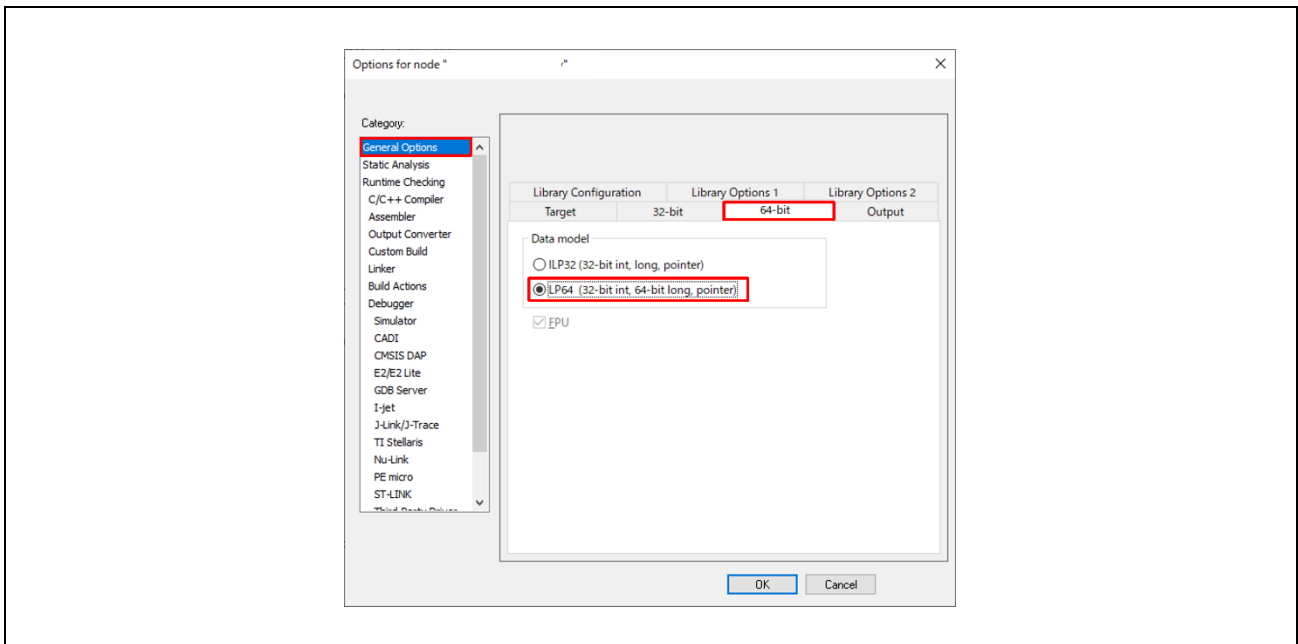 Options for node "                    "
Category:
General Options
Static Analysis
Runtime Checking
C/C++ Compiler
Assembler
Output Converter
Custom Build
Linker
Build Actions
Debugger
Simulator
CADI
CMSIS DAP
E2/E2 Lite
GDB Server
I-jet
J-Link/J-Trace
TI Stellaris
Nu-Link
PE micro
ST-LINK
Third-Party Driver
Library Configuration Library Options 1 Library Options 2
Target 32-bit 64-bit Output
Data model
ILP32 (32-bit int, long, pointer)
LP64 (32-bit int, 64-bit long, pointer)
FPU
OK Cancel